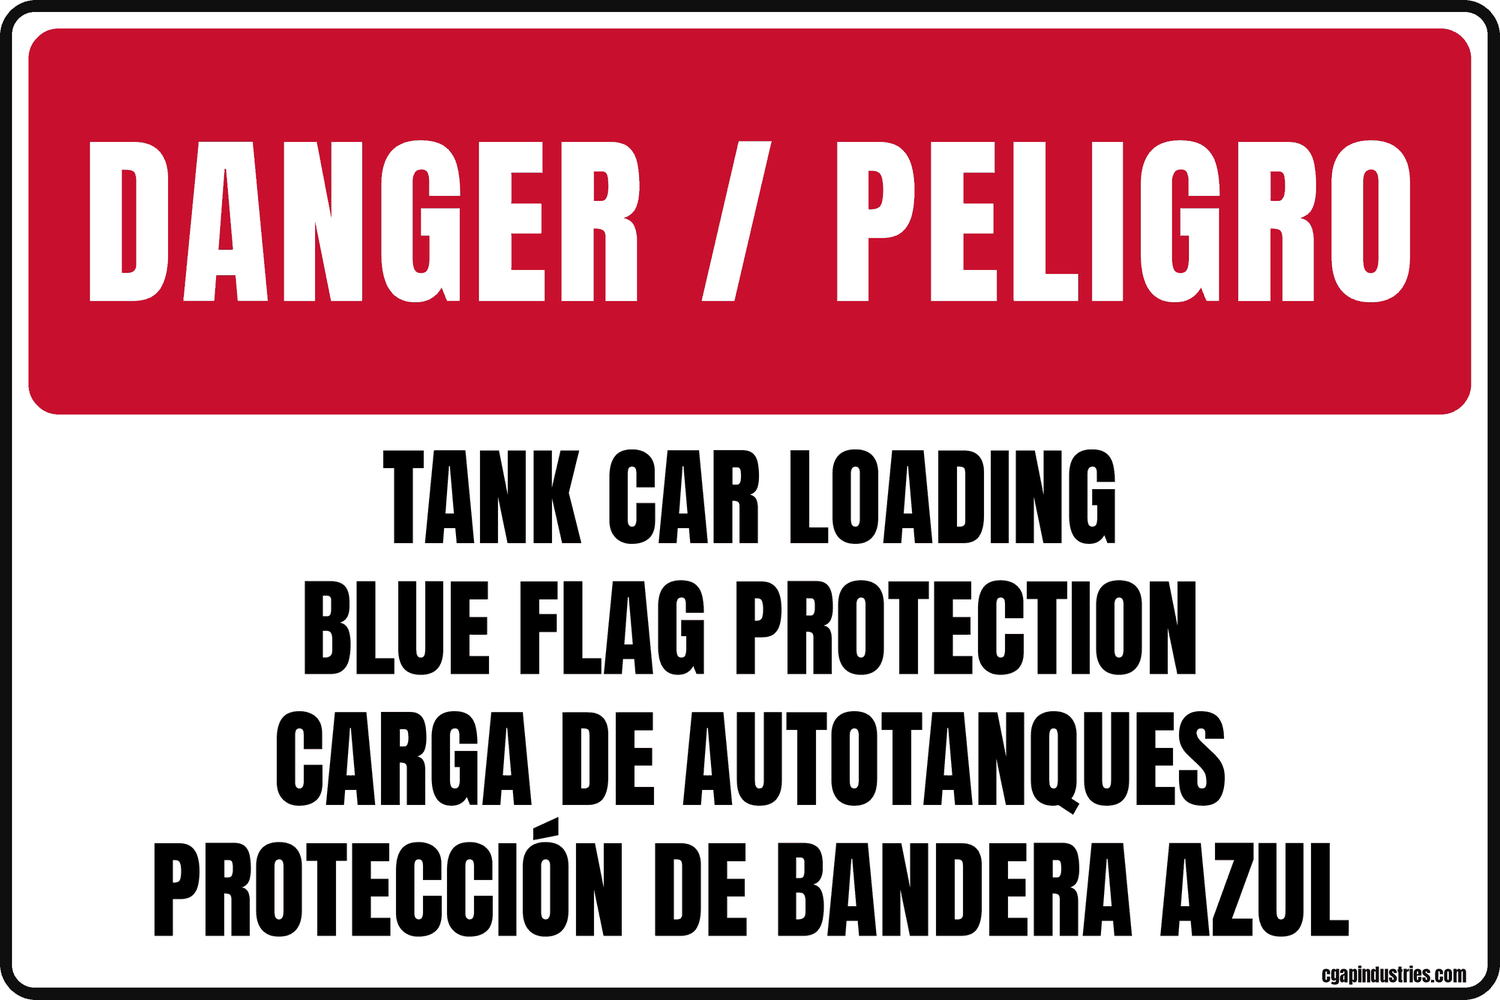 DANGER / PELIGRO
TANK CAR LOADING
BLUE FLAG PROTECTION
CARGA DE AUTOTANQUES
PROTECCIÓN DE BANDERA AZUL
cgapindustries.com